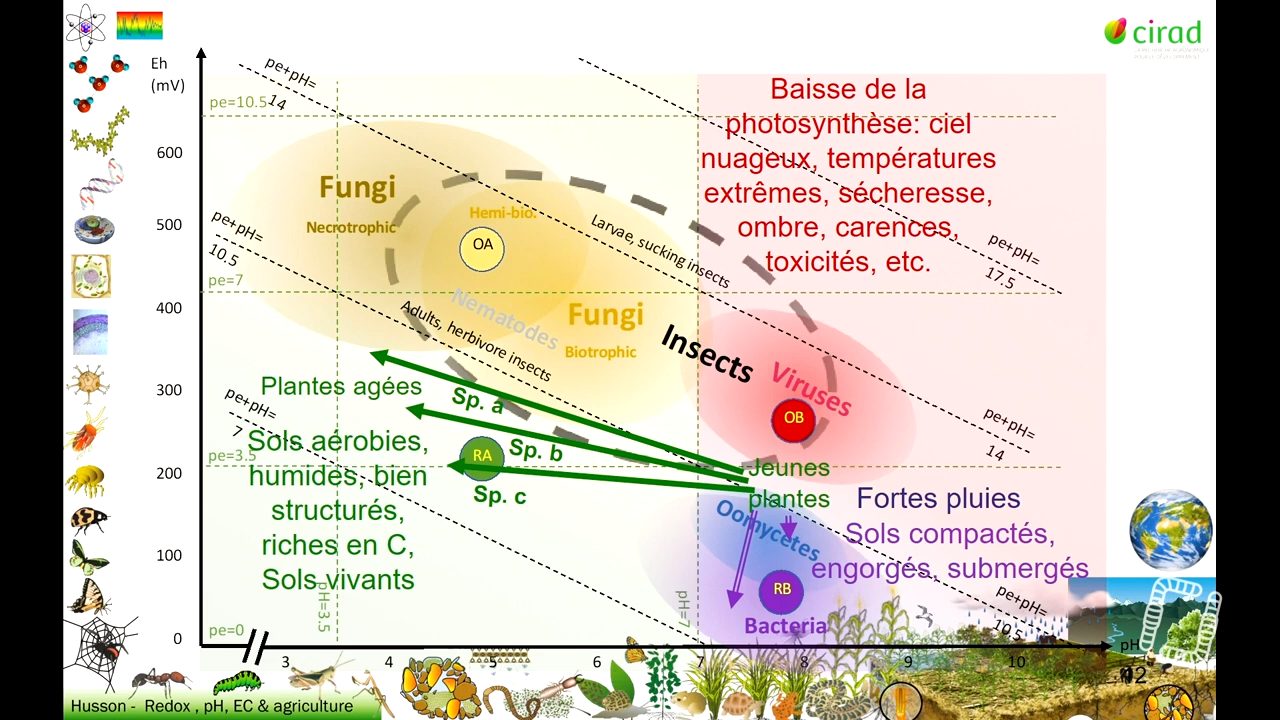 cirad
Eh
(mV)
pe+pH=
14
pe=10.5
Baisse de la
photosynthèse: ciel
nuageux, températures
extrêmes, sécheresse,
ombre, carences,
toxicités, etc.
600
Fungi
Necrotrophic
Hemi-bio.
OA
Larvae, sucking insects
500
pe+pH=
10.5
pe+pH=
17.5
pe=7
400
Nematodes
Fungi
Biotrophic
Adults, herbivore insects
Insects
Viruses
OB
300
Plantes agées
pe+pH=
7
Sp. a
Sp. b
Sp. c
pe+pH=
14
Sols aérobies,
humides, bien
structurés,
riches en C,
Sols vivants
pe=3.5
RA
200
Jeunes
plantes
Fortes pluies
Sols compactés,
engorgés, submergés
Oomycetes
100
RB
Bacteria
pe+pH=
10.5
pH=3.5
pH=7
pe=0
0
3
4
5
6
7
8
9
10
pH
12
Husson - Redox , pH, EC & agriculture